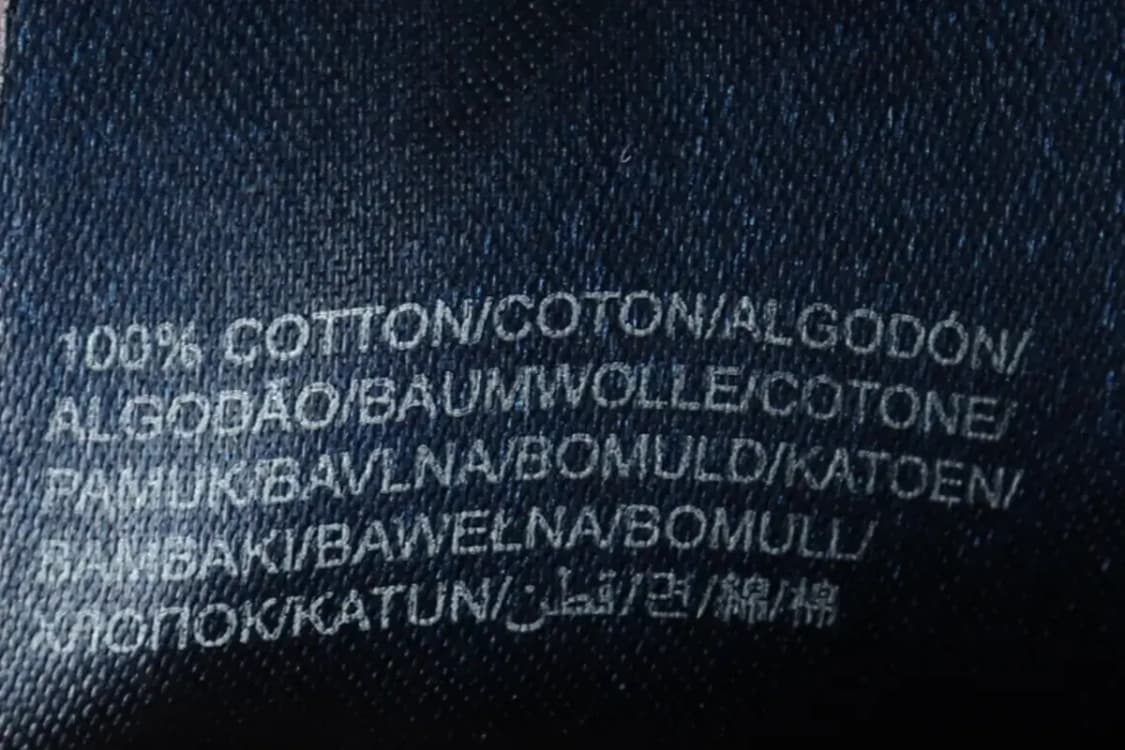 100% COTTON/COTON/ALGODÓN/
ALGODÃO/BAUMWOLLE/COTONE/
PAMUK/BAVLNA/BOMULD/KATOEN/
BAMBAKI/BAWEŁNA/BOMULL/
ХЛОПОК/KATUN/قطن/면/綿/棉